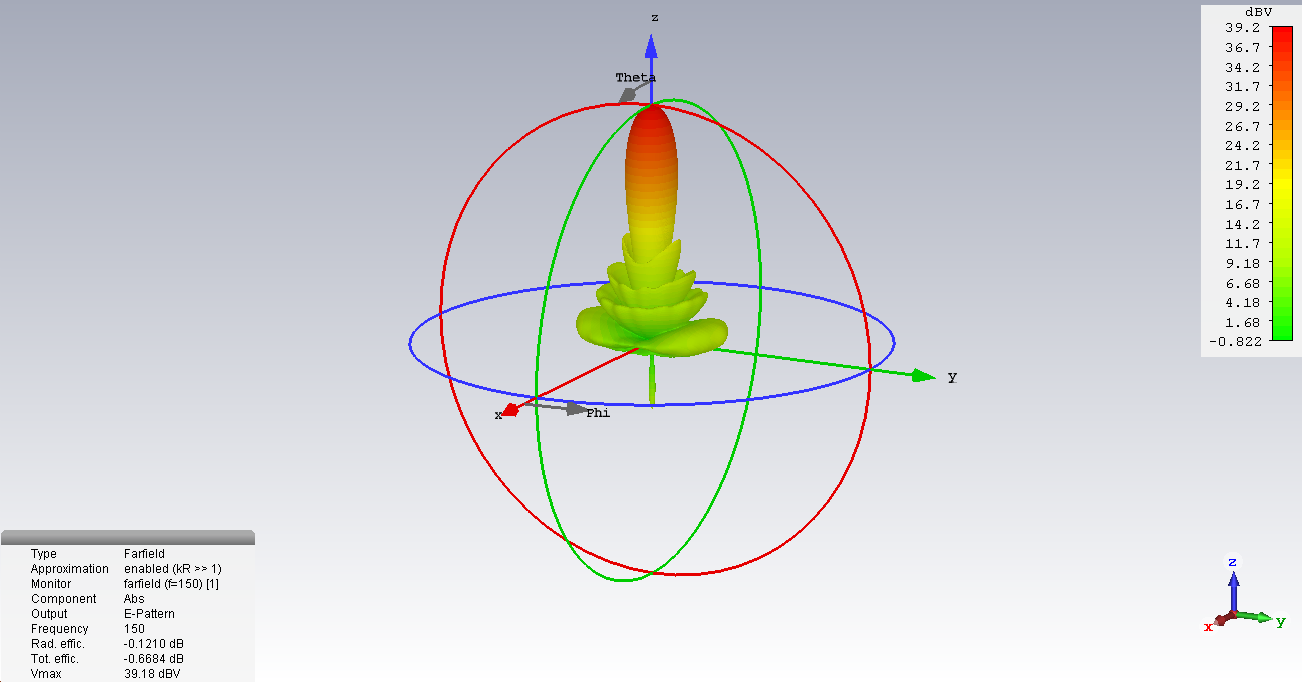 z
Theta
y
x
Phi
dBV
39.2
36.7
34.2
31.7
29.2
26.7
24.2
21.7
19.2
16.7
14.2
11.7
9.18
6.68
4.18
1.68
-0.822
Type Farfield
Approximation enabled (kR >> 1)
Monitor farfield (f=150) [1]
Component Abs
Output E-Pattern
Frequency 150
Rad. effic. -0.1210 dB
Tot. effic. -0.6684 dB
Vmax 39.18 dBV
z
y
x